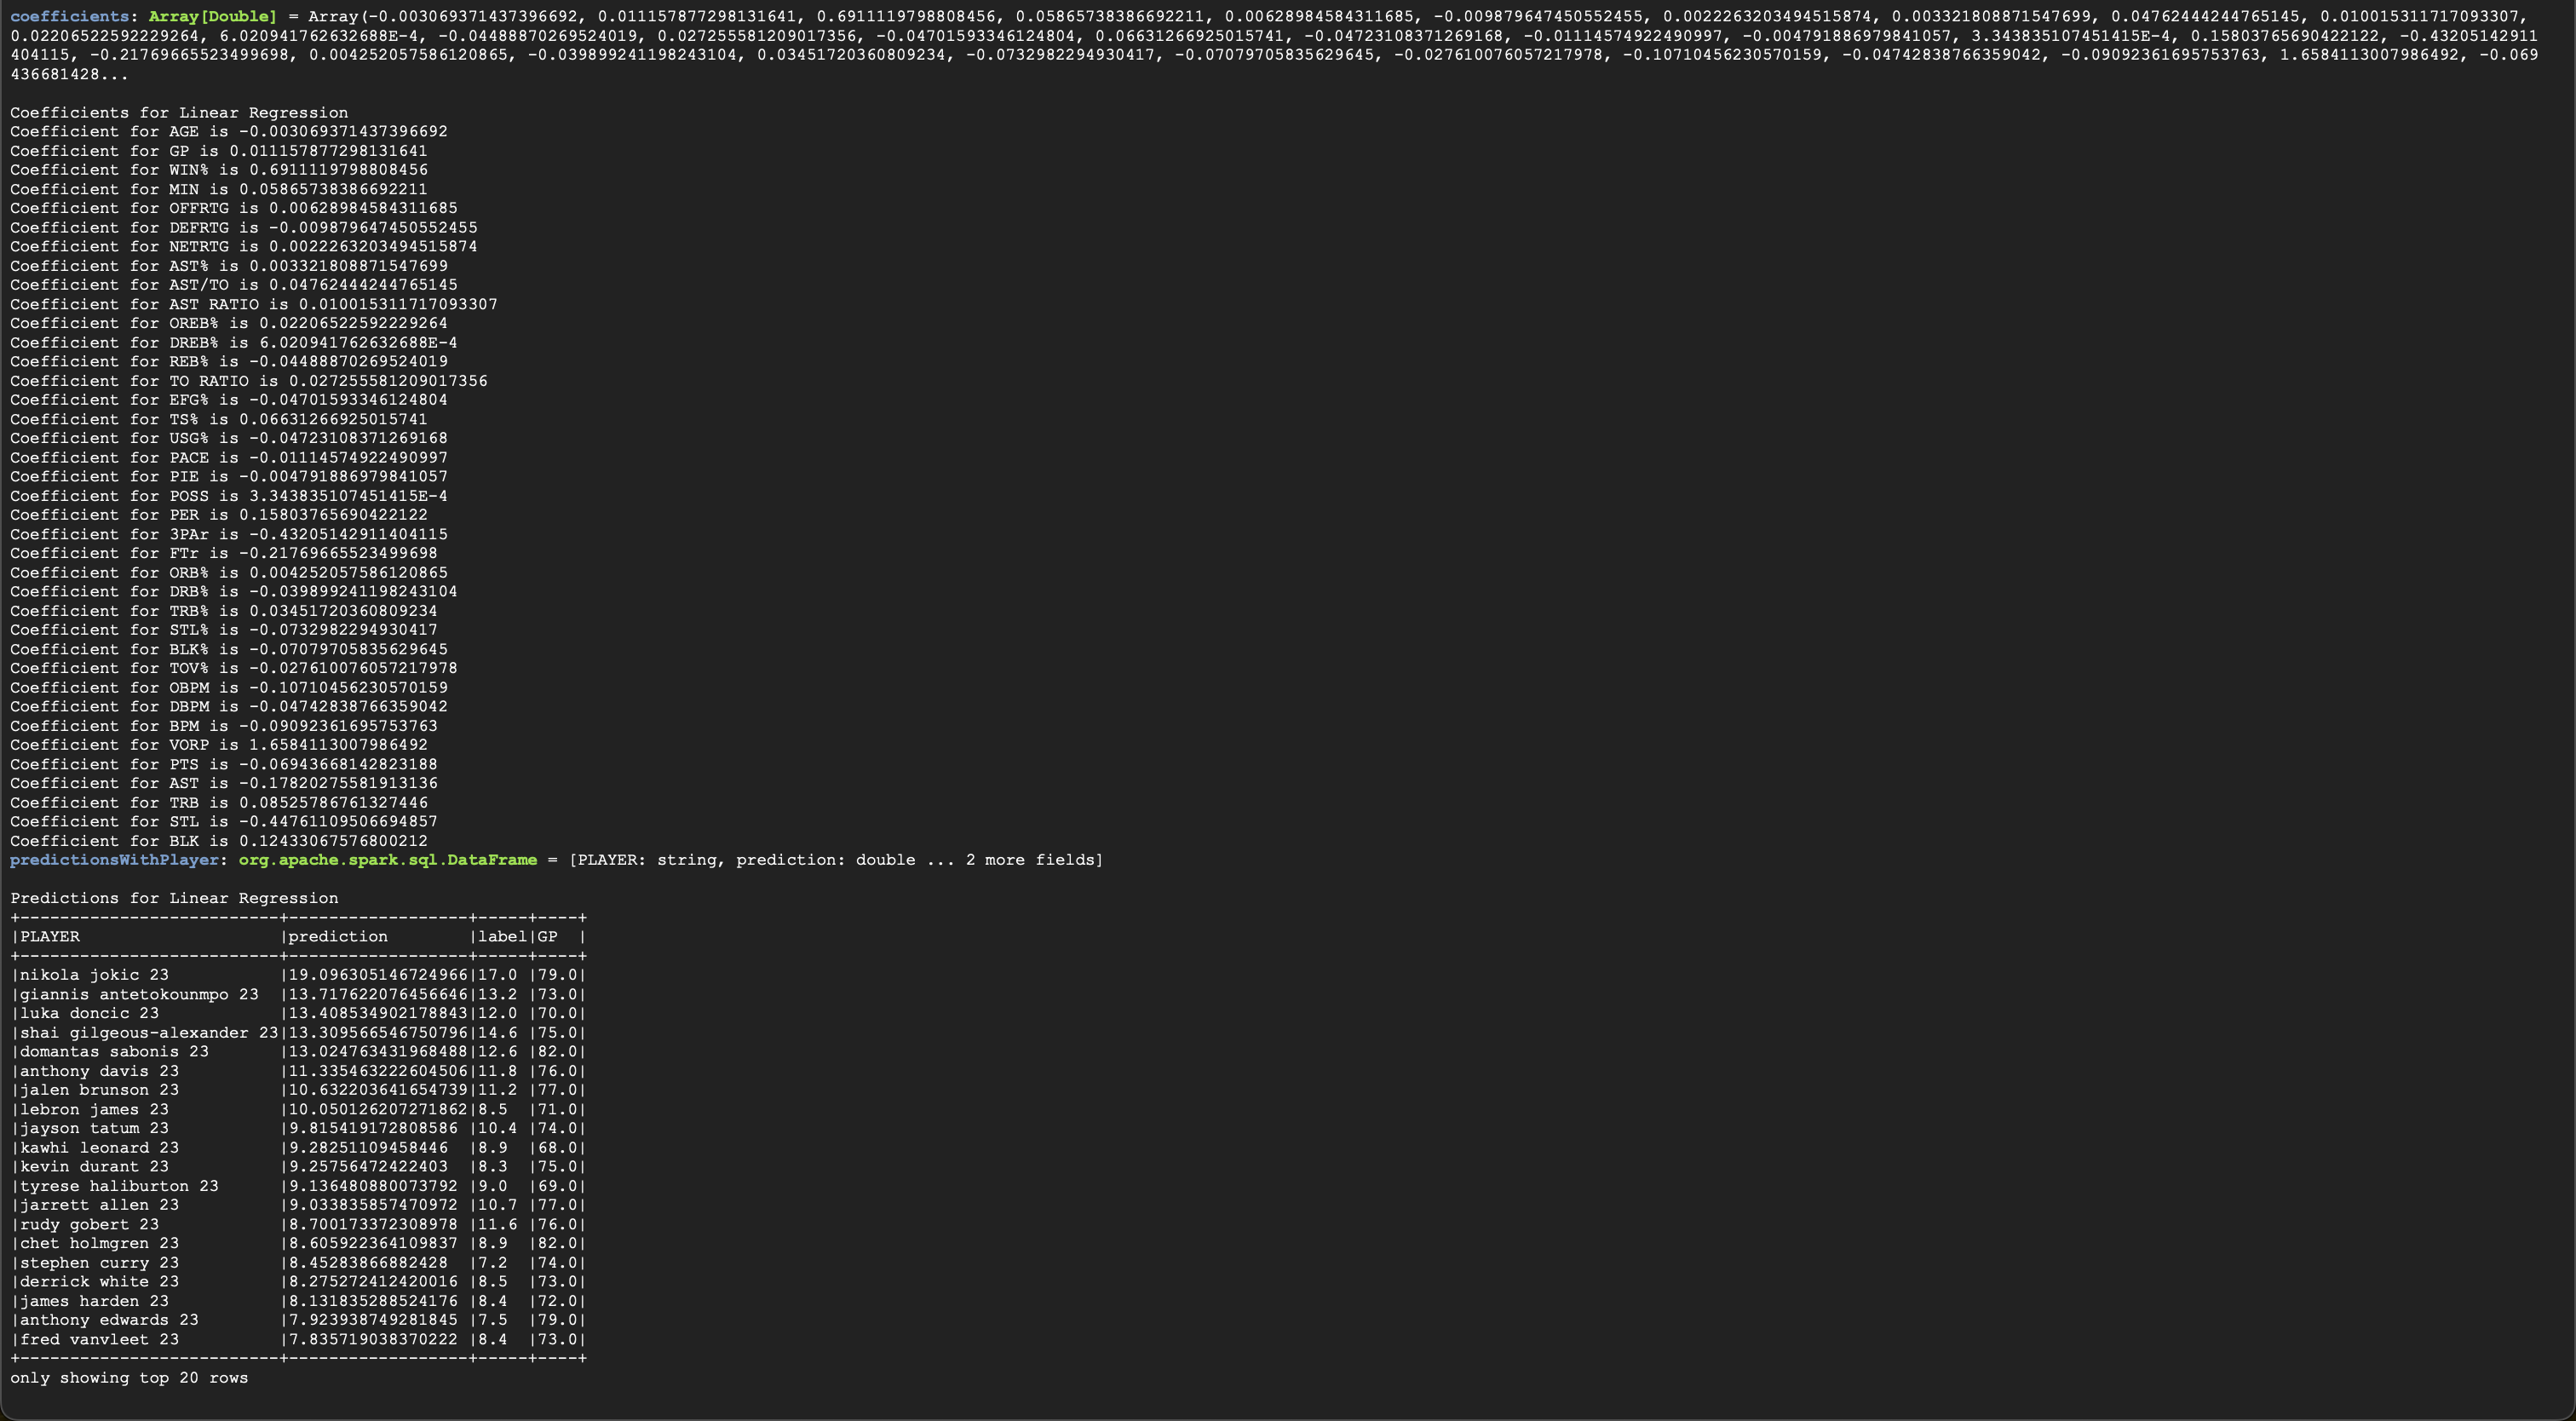 coefficients: Array[Double] = Array(-0.003069371437396692, 0.011157877298131641, 0.6911119798808456, 0.05865738386692211, 0.00628984584311685, -0.009879647450552455, 0.0022263203494515874, 0.003321808871547699, 0.04762444244765145, 0.010015311717093307,
0.02206522592229264, 6.020941762632688E-4, -0.04488870269524019, 0.027255581209017356, -0.04701593346124804, 0.06631266925015741, -0.04723108371269168, -0.01114574922490997, -0.004791886979841057, 3.343835107451415E-4, 0.15803765690422122, -0.43205142911
404115, -0.21769665523499698, 0.004252057586120865, -0.039899241198243104, 0.03451720360809234, -0.0732982294930417, -0.07079705835629645, -0.027610076057217978, -0.10710456230570159, -0.04742838766359042, -0.09092361695753763, 1.6584113007986492, -0.069
436681428...

Coefficients for Linear Regression
Coefficient for AGE is -0.003069371437396692
Coefficient for GP is 0.011157877298131641
Coefficient for WIN% is 0.6911119798808456
Coefficient for MIN is 0.05865738386692211
Coefficient for OFFRTG is 0.00628984584311685
Coefficient for DEFRTG is -0.009879647450552455
Coefficient for NETRTG is 0.0022263203494515874
Coefficient for AST% is 0.003321808871547699
Coefficient for AST/TO is 0.04762444244765145
Coefficient for AST RATIO is 0.010015311717093307
Coefficient for OREB% is 0.02206522592229264
Coefficient for DREB% is 6.020941762632688E-4
Coefficient for REB% is -0.04488870269524019
Coefficient for TO RATIO is 0.027255581209017356
Coefficient for EFG% is -0.04701593346124804
Coefficient for TS% is 0.06631266925015741
Coefficient for USG% is -0.04723108371269168
Coefficient for PACE is -0.01114574922490997
Coefficient for PIE is -0.004791886979841057
Coefficient for POSS is 3.343835107451415E-4
Coefficient for PER is 0.15803765690422122
Coefficient for 3PAr is -0.43205142911404115
Coefficient for FTr is -0.21769665523499698
Coefficient for ORB% is 0.004252057586120865
Coefficient for DRB% is -0.039899241198243104
Coefficient for TRB% is 0.03451720360809234
Coefficient for STL% is -0.0732982294930417
Coefficient for BLK% is -0.07079705835629645
Coefficient for TOV% is -0.027610076057217978
Coefficient for OBPM is -0.10710456230570159
Coefficient for DBPM is -0.04742838766359042
Coefficient for BPM is -0.09092361695753763
Coefficient for VORP is 1.6584113007986492
Coefficient for PTS is -0.06943668142823188
Coefficient for AST is -0.17820275581913136
Coefficient for TRB is 0.08525786761327446
Coefficient for STL is -0.44761109506694857
Coefficient for BLK is 0.12433067576800212
predictionsWithPlayer: org.apache.spark.sql.DataFrame = [PLAYER: string, prediction: double ... 2 more fields]

Predictions for Linear Regression
+--------------------------+------------------+-----+----+
|PLAYER                    |prediction        |label|GP  |
+--------------------------+------------------+-----+----+
|nikola jokic 23           |19.096305146724966|17.0 |79.0|
|giannis antetokounmpo 23  |13.717622076456646|13.2 |73.0|
|luka doncic 23            |13.408534902178843|12.0 |70.0|
|shai gilgeous-alexander 23|13.309566546750796|14.6 |75.0|
|domantas sabonis 23       |13.024763431968488|12.6 |82.0|
|anthony davis 23          |11.335463222604506|11.8 |76.0|
|jalen brunson 23          |10.632203641654739|11.2 |77.0|
|lebron james 23           |10.050126207271862|8.5  |71.0|
|jayson tatum 23           |9.815419172808586 |10.4 |74.0|
|kawhi leonard 23          |9.28251109458446  |8.9  |68.0|
|kevin durant 23           |9.25756472422403  |8.3  |75.0|
|tyrese haliburton 23      |9.136480880073792 |9.0  |69.0|
|jarrett allen 23          |9.033835857470972 |10.7 |77.0|
|rudy gobert 23            |8.700173372308978 |11.6 |76.0|
|chet holmgren 23          |8.605922364109837 |8.9  |82.0|
|stephen curry 23          |8.45283866882428  |7.2  |74.0|
|derrick white 23          |8.275272412420016 |8.5  |73.0|
|james harden 23           |8.131835288524176 |8.4  |72.0|
|anthony edwards 23        |7.923938749281845 |7.5  |79.0|
|fred vanvleet 23          |7.835719038370222 |8.4  |73.0|
+--------------------------+------------------+-----+----+
only showing top 20 rows